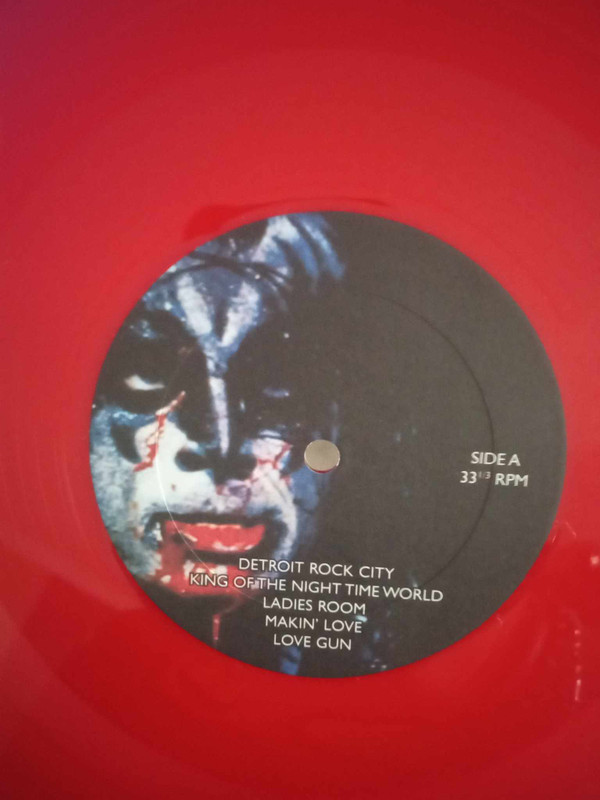 SIDE A
33 1/3 RPM
DETROIT ROCK CITY
KING OF THE NIGHT TIME WORLD
LADIES ROOM
MAKIN' LOVE
LOVE GUN